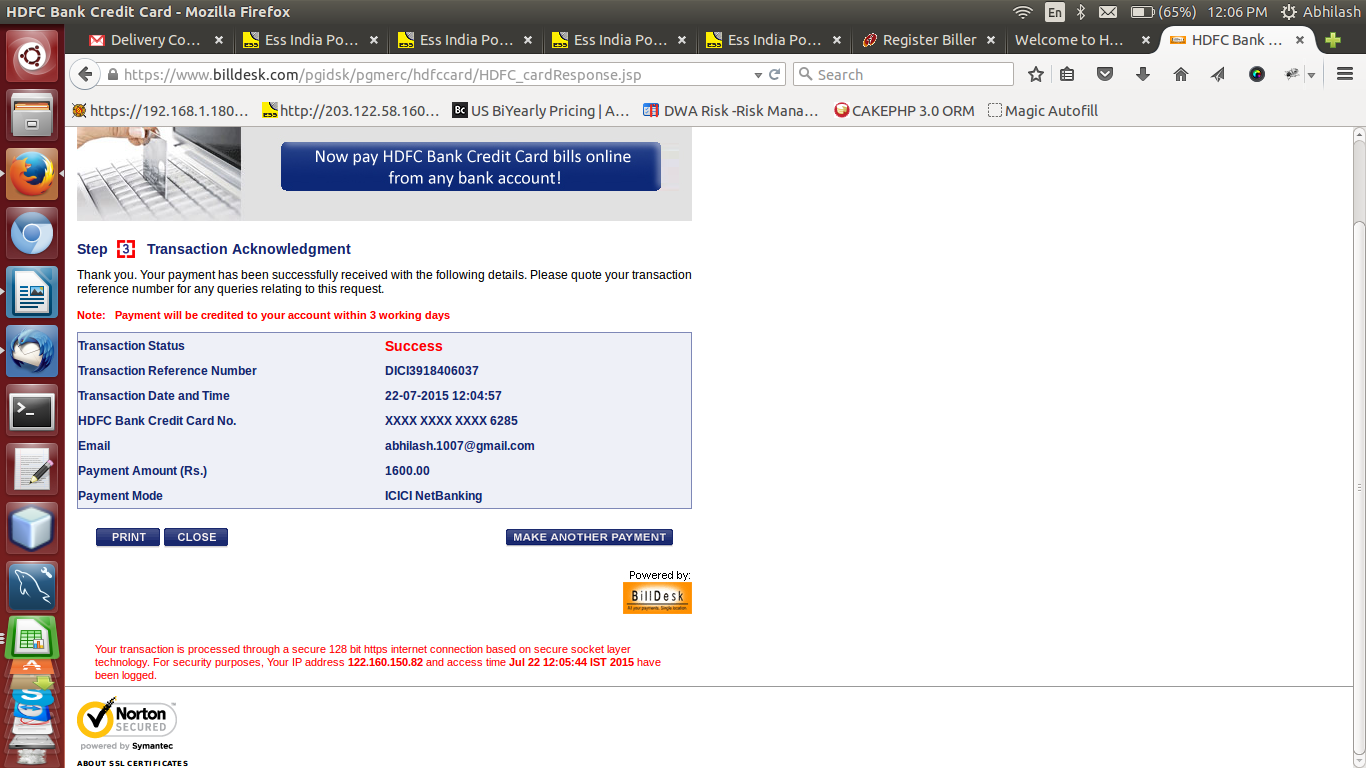 HDFC Bank Credit Card - Mozilla Firefox
En
(65%)
12:06 PM
Abhilash
Delivery Co...
Ess India Po...
Ess India Po...
Ess India Po...
Ess India Po...
Register Biller
Welcome to H...
HDFC Bank ...
https://www.billdesk.com/pgidsk/pgmerc/hdfccard/HDFC_cardResponse.jsp
Search
https://192.168.1.180...
http://203.122.58.160...
Bc US BiYearly Pricing | A...
DWA Risk -Risk Mana...
CAKEPHP 3.0 ORM
Magic Autofill
Now pay HDFC Bank Credit Card bills online
from any bank account!
Step 3 Transaction Acknowledgment
Thank you. Your payment has been successfully received with the following details. Please quote your transaction
reference number for any queries relating to this request.
Note: Payment will be credited to your account within 3 working days
Transaction Status Success
Transaction Reference Number DICI3918406037
Transaction Date and Time 22-07-2015 12:04:57
HDFC Bank Credit Card No. XXXX XXXX XXXX 6285
Email abhilash.1007@gmail.com
Payment Amount (Rs.) 1600.00
Payment Mode ICICI NetBanking
PRINT CLOSE MAKE ANOTHER PAYMENT
Powered by:
BillDesk
Your transaction is processed through a secure 128 bit https internet connection based on secure socket layer
technology. For security purposes, Your IP address 122.160.150.82 and access time Jul 22 12:05:44 IST 2015 have
been logged.
Norton
SECURED
powered by Symantec
ABOUT SSL CERTIFICATES